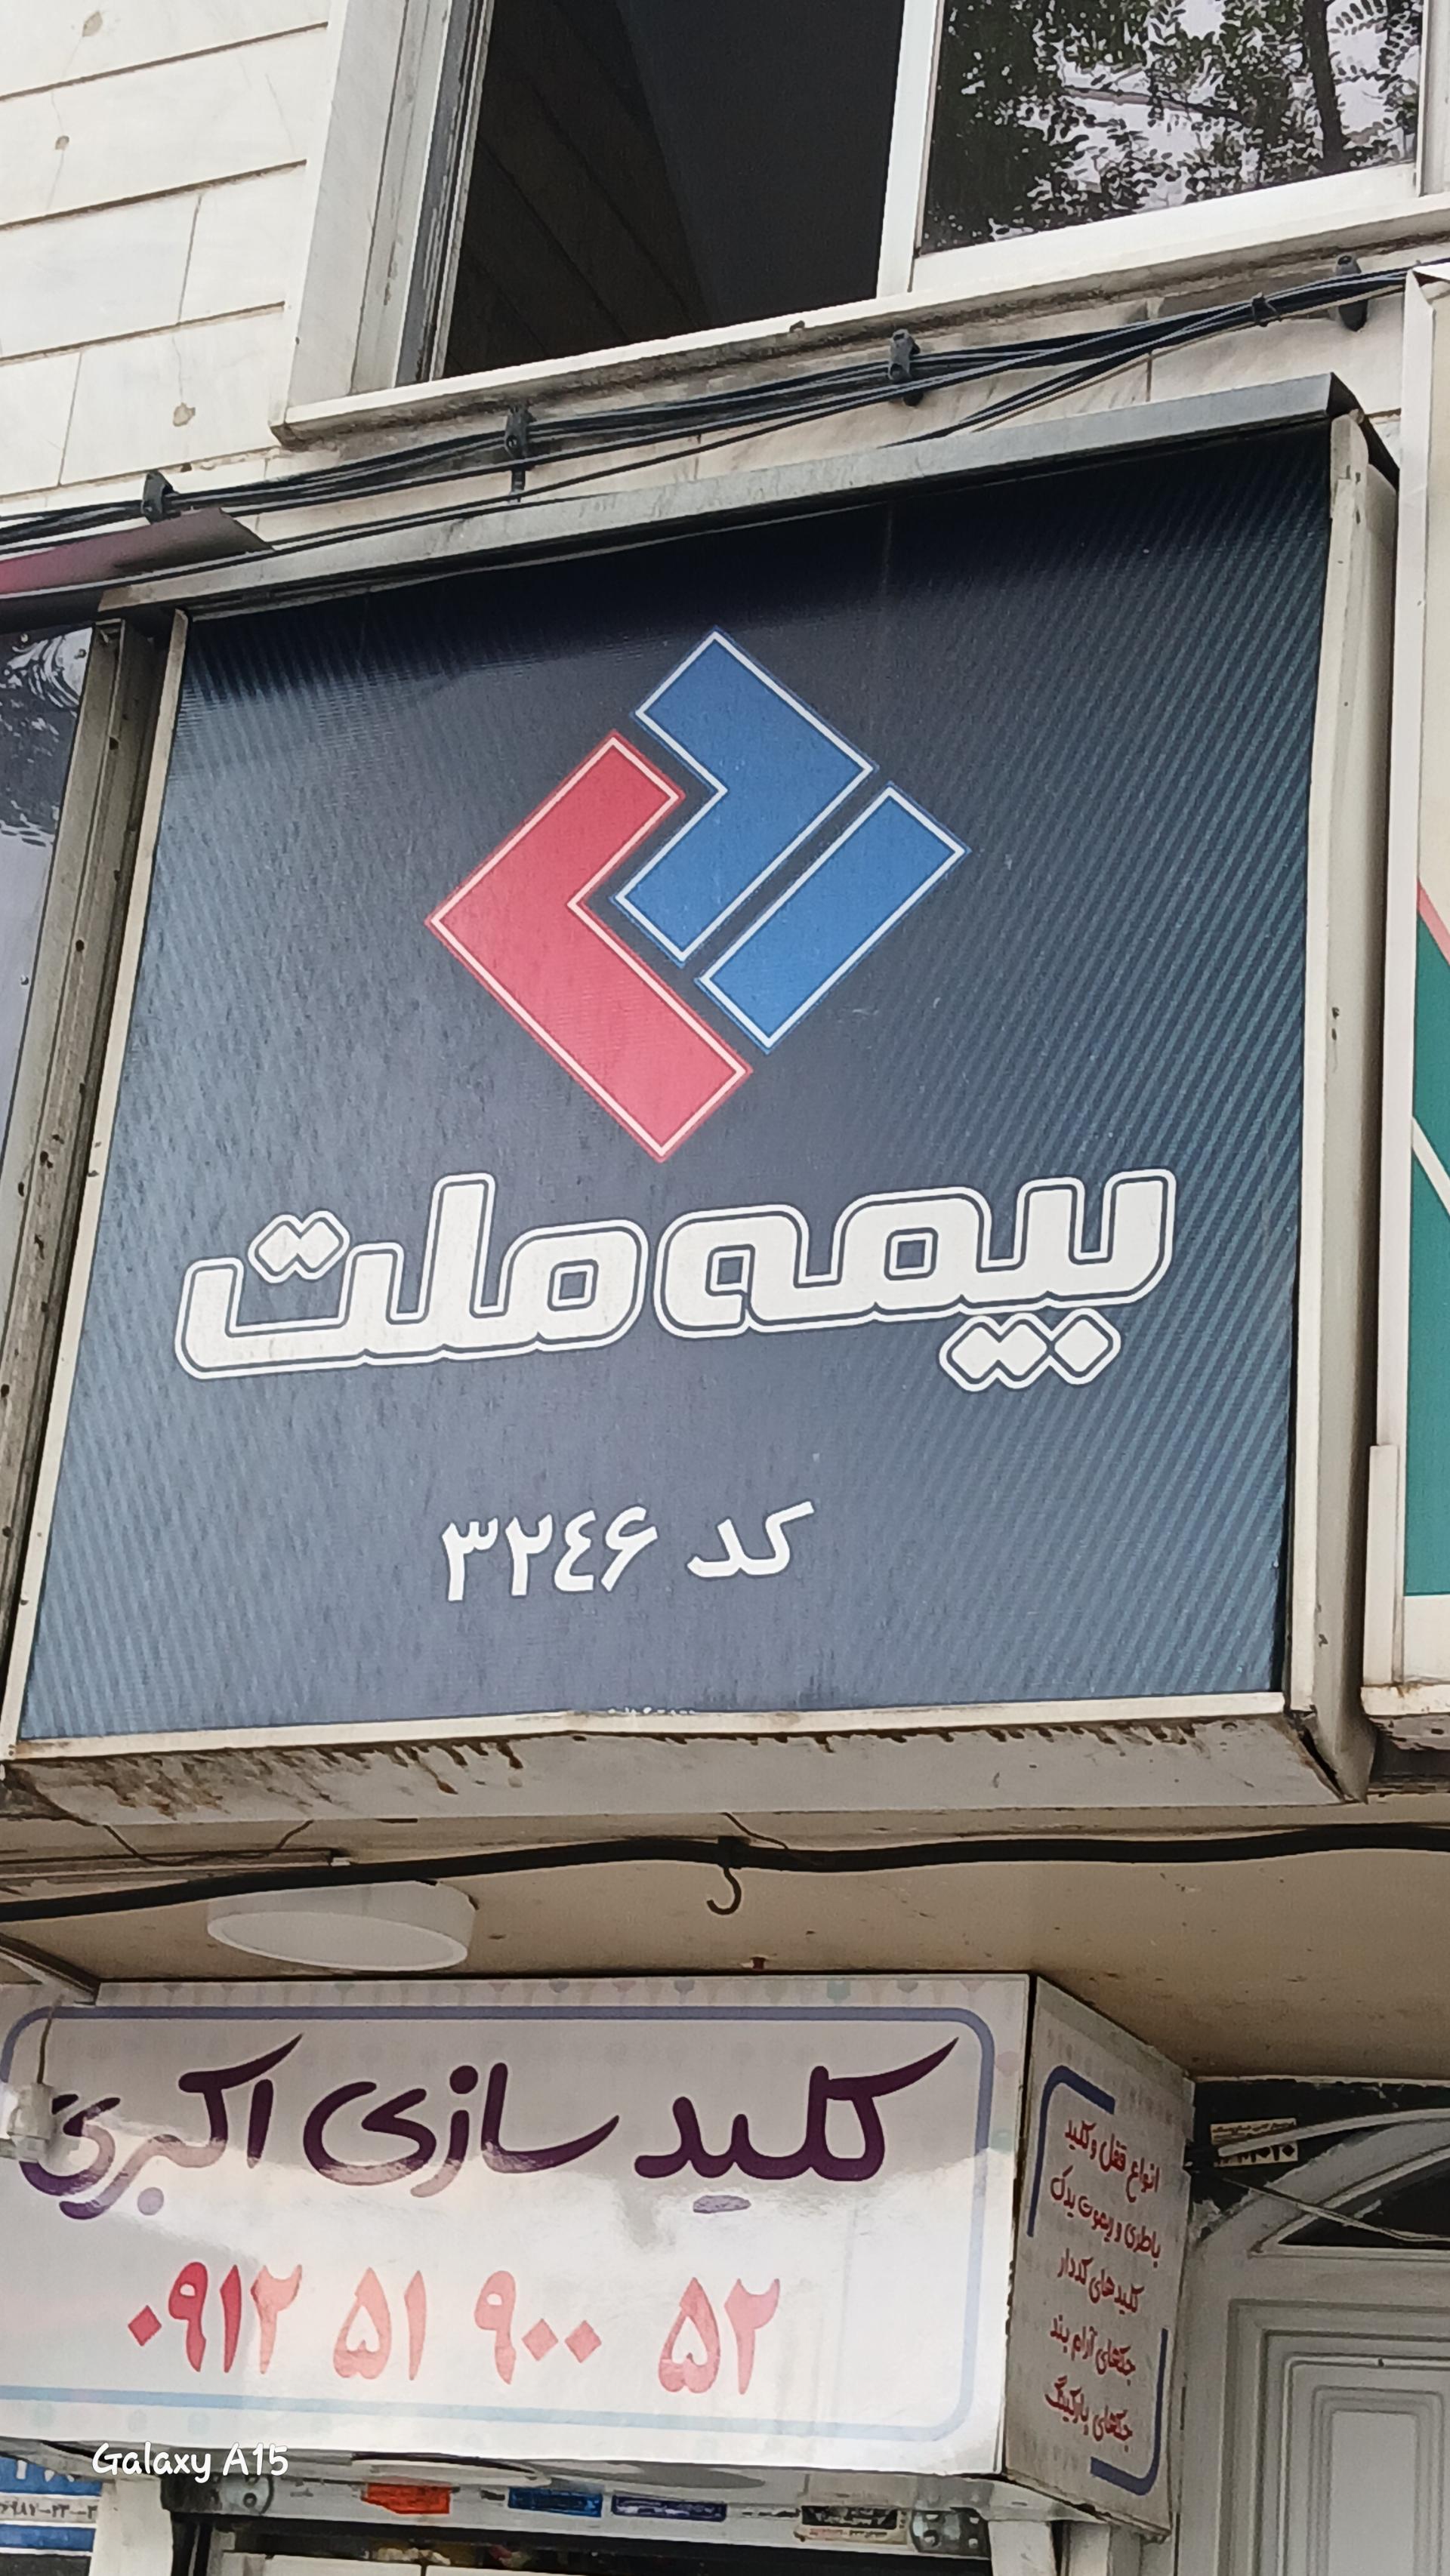 بیمه ملت
کد ۳۲٤۶
کلید سازی اکبری
۰۹۱۲ ۵۱ ۹۰۰ ۵۲
انواع قفل و کلید
باطری و ریموت یدک
کلیدهای کددار
جکهای آرام بند
جکهای پارکینگ
Galaxy A15